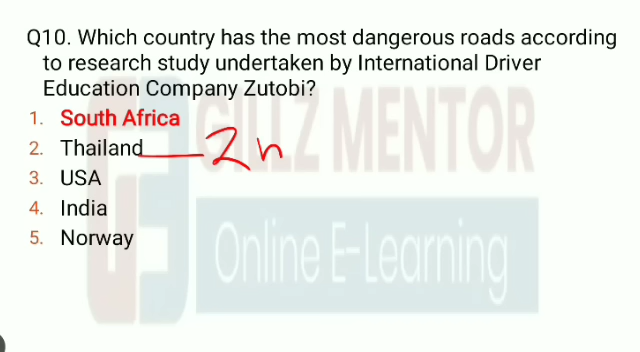 Q10. Which country has the most dangerous roads according
to research study undertaken by International Driver
Education Company Zutobi?
1. South Africa
2. Thailand 2n
3. USA
4. India
5. Norway
GILLZ MENTOR
Online E-Learning